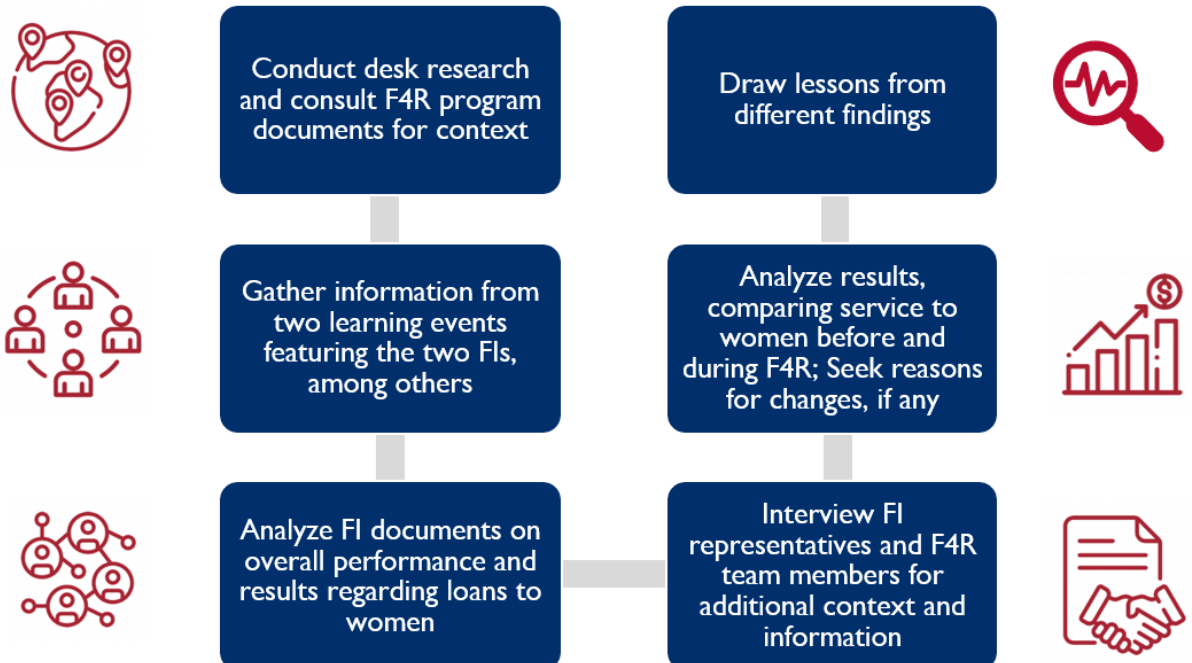 Conduct desk research
and consult F4R program
documents for context
Gather information from
two learning events
featuring the two FIs,
among others
Analyze FI documents on
overall performance and
results regarding loans to
women
Interview FI
representatives and F4R
team members for
additional context and
information
Analyze results,
comparing service to
women before and
during F4R; Seek reasons
for changes, if any
Draw lessons from
different findings
$